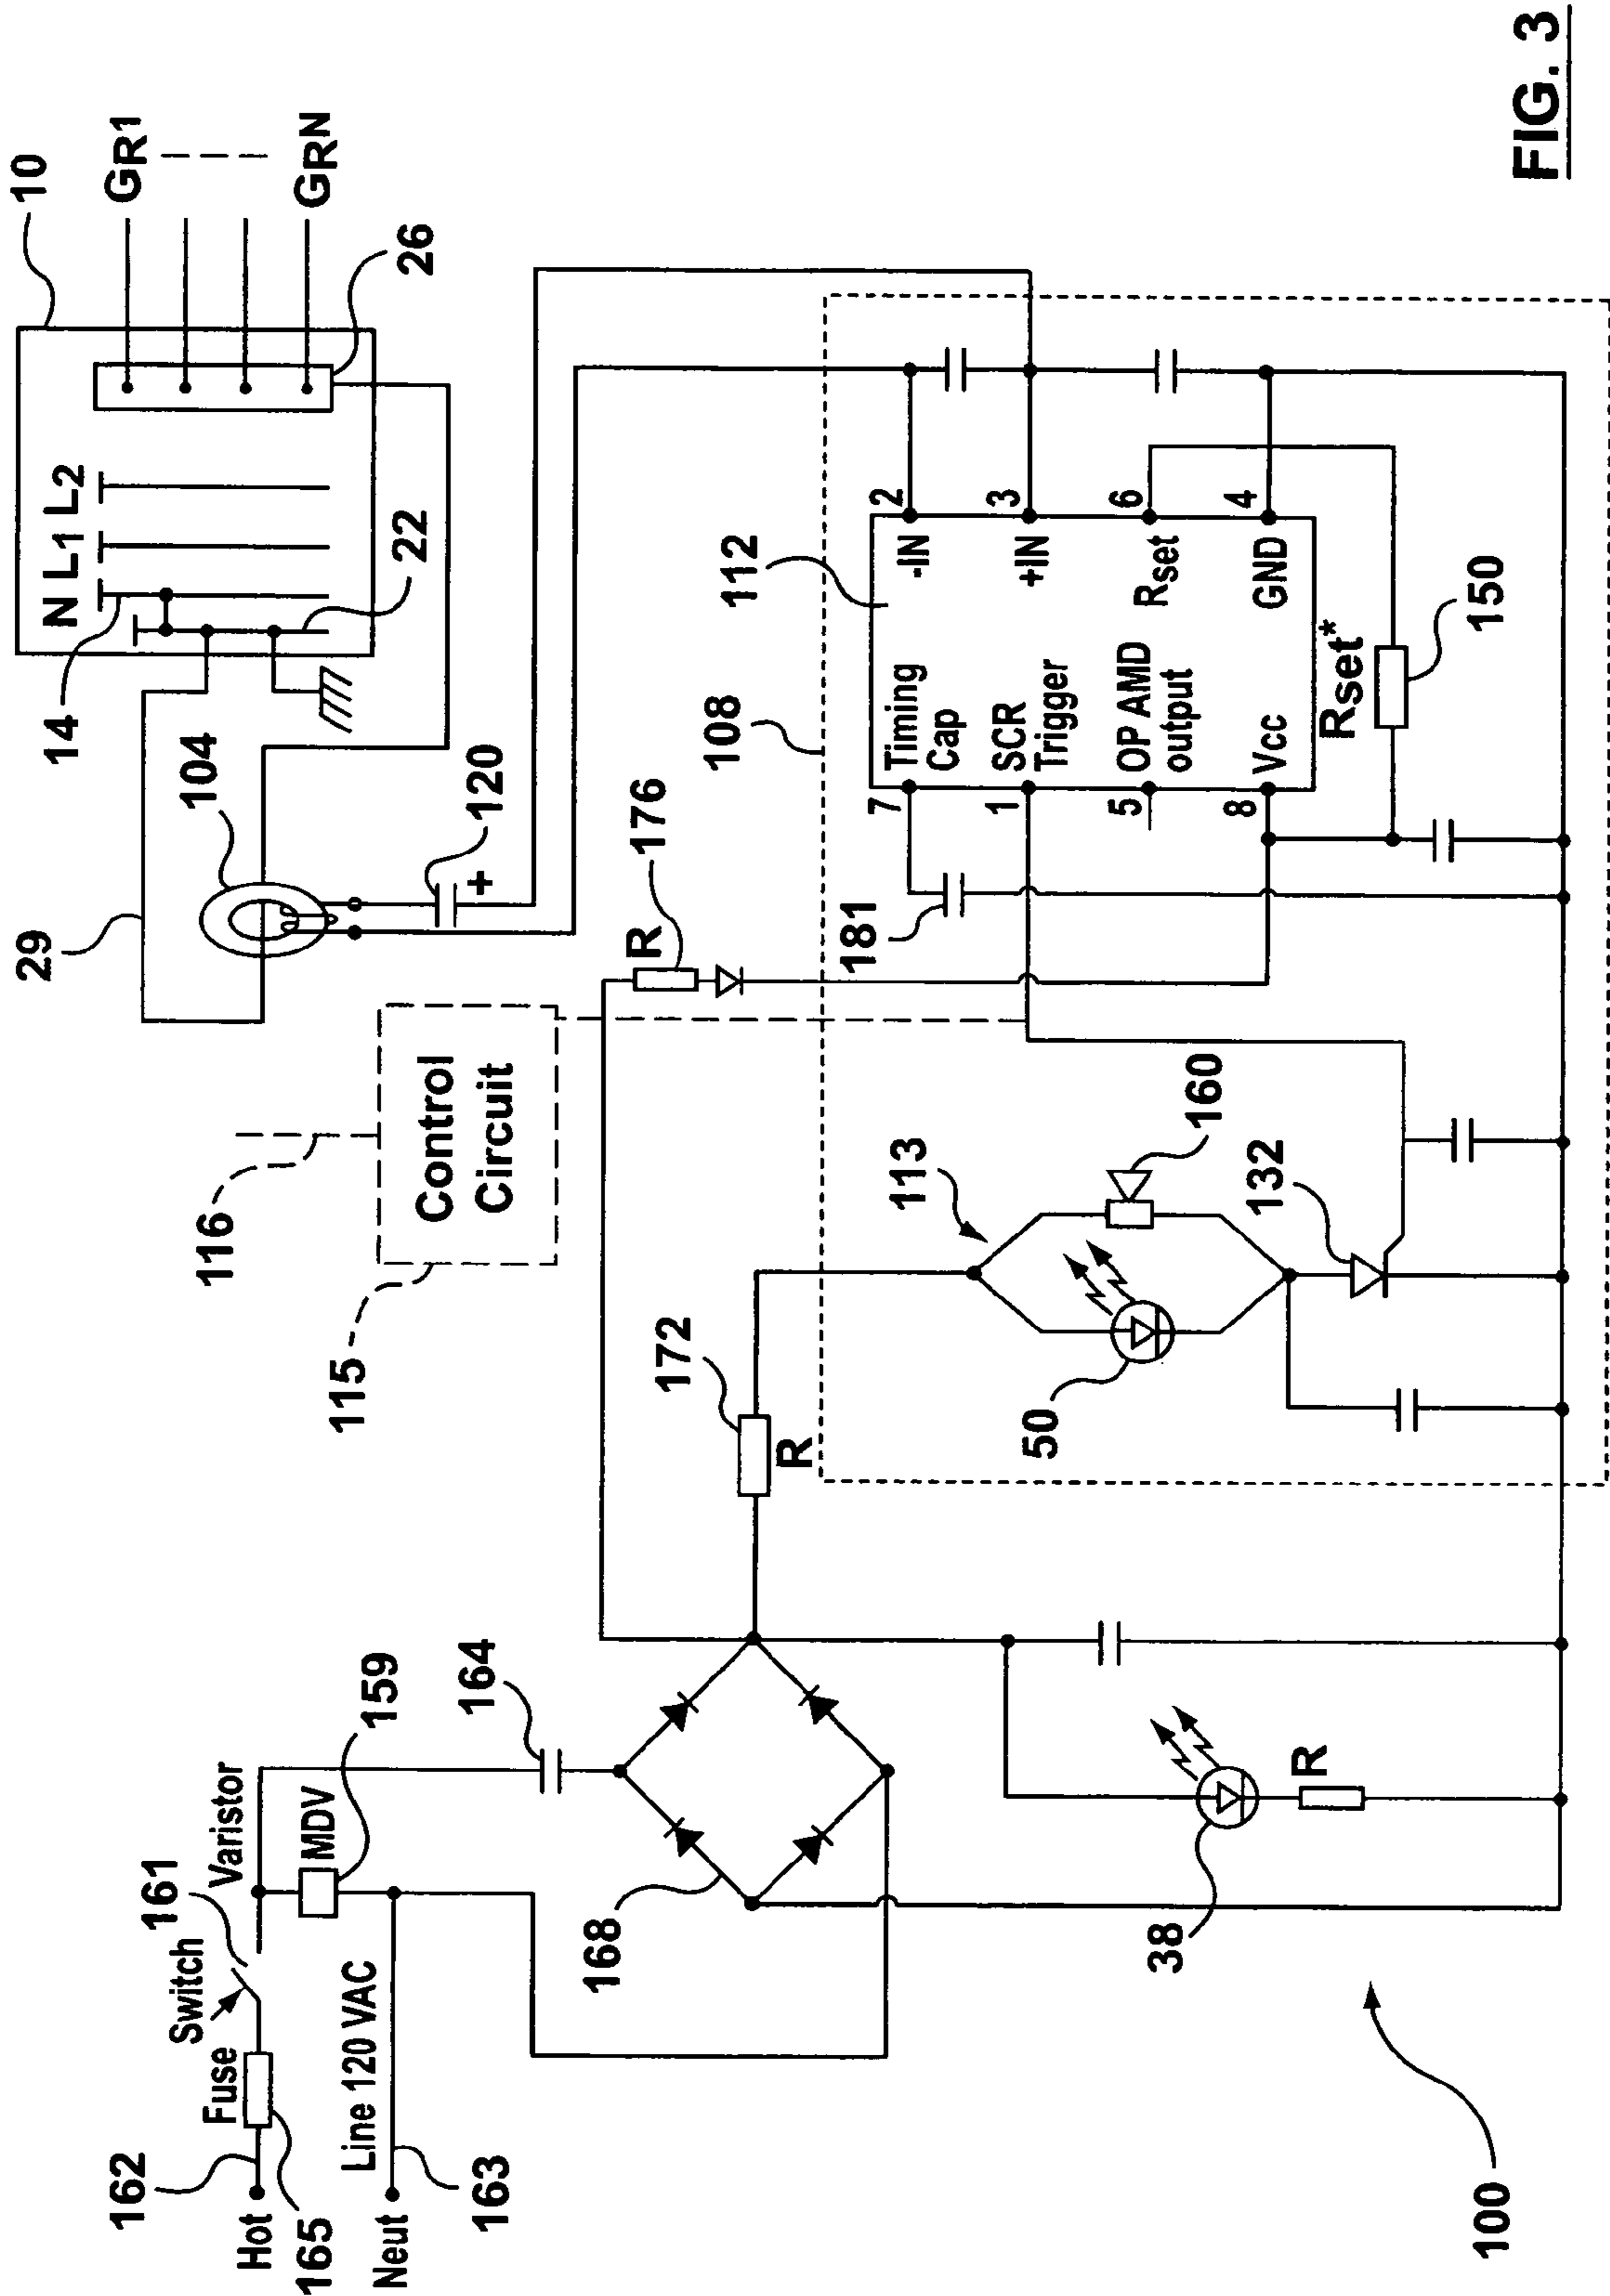 10
GR1
GRN
26
N L1 L2
22
14
104
29
120
+
176
R
108
112
Timing
Cap
-IN
2
7
SCR
Trigger
+IN
3
1
OP AMD
output
Rset
6
5
Vcc
GND
4
8
Rset*
150
181
116
Control
Circuit
115
113
160
132
50
172
R
164
168
159
MDV
Varistor
161
Switch
Fuse
162
Hot
165
Line 120 VAC
Neut
163
38
R
100
FIG. 3